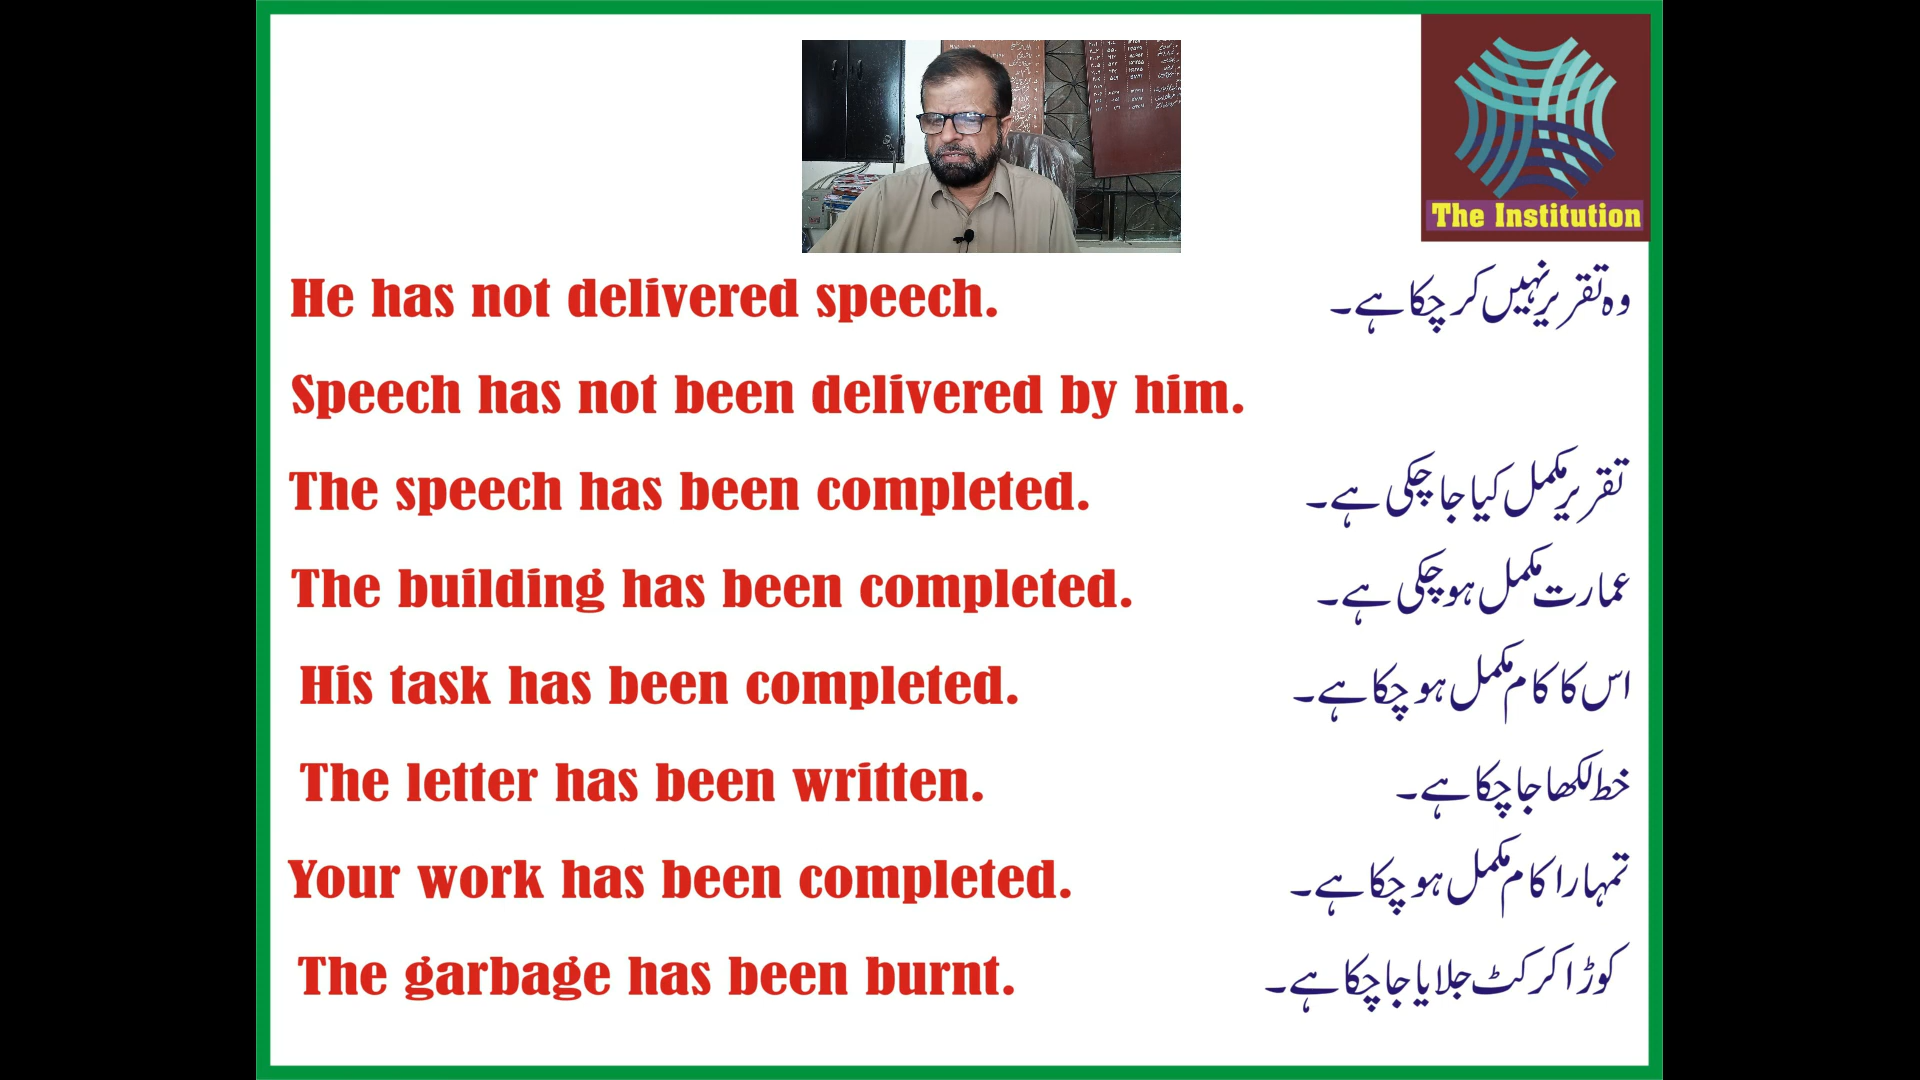 The Institution
He has not delivered speech. وہ تقریر نہیں کر چکا ہے۔
Speech has not been delivered by him.
The speech has been completed. تقریر مکمل کیا جا چکی ہے۔
The building has been completed. عمارت مکمل ہو چکی ہے۔
His task has been completed. اس کا کام مکمل ہو چکا ہے۔
The letter has been written. خط لکھا جا چکا ہے۔
Your work has been completed. تمہارا کام مکمل ہو چکا ہے۔
The garbage has been burnt. کوڑا کرکٹ جلایا جا چکا ہے۔